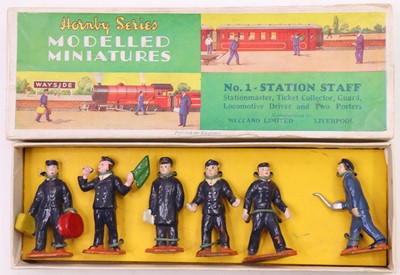 Hornby Series
MODELLED
MINIATURES
WAYSIDE
No. 1 - STATION STAFF
Stationmaster, Ticket Collector, Guard,
Locomotive Driver and Two Porters
MECCANO LIMITED LIVERPOOL